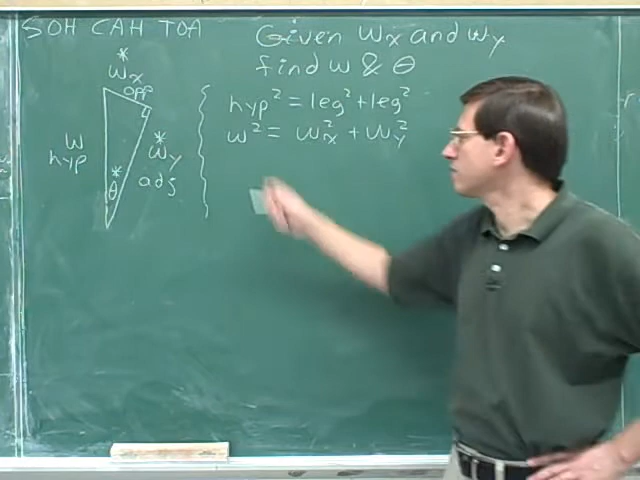 SOH CAH TOA
Given Wx and Wy
find W & θ
* Wx
opp
W
hyp
* Wy
adj
* θ
hyp² = leg² + leg²
W² = Wx² + Wy²